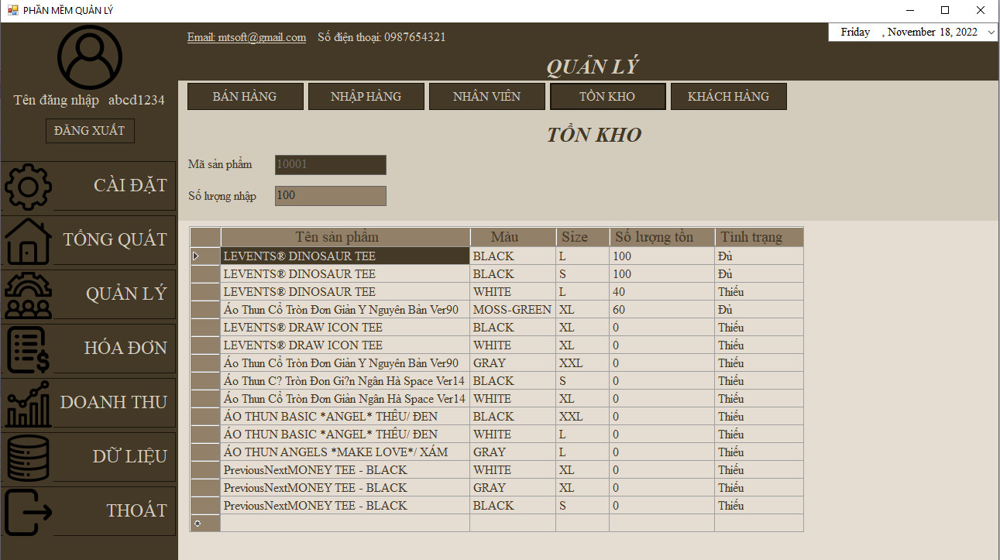 PHẦN MỀM QUẢN LÝ
Email: mtsoft@gmail.com Số điện thoại: 0987654321
Friday , November 18, 2022
QUẢN LÝ
Tên đăng nhập abcd1234
ĐĂNG XUẤT
CÀI ĐẶT
TỔNG QUÁT
QUẢN LÝ
HÓA ĐƠN
DOANH THU
DỮ LIỆU
THOÁT
BÁN HÀNG NHẬP HÀNG NHÂN VIÊN TỒN KHO KHÁCH HÀNG
TỒN KHO
Mã sản phẩm 10001
Số lượng nhập 100
Tên sản phẩm Màu Size Số lượng tồn Tình trạng
LEVENTS® DINOSAUR TEE BLACK L 100 Đủ
LEVENTS® DINOSAUR TEE BLACK S 100 Đủ
LEVENTS® DINOSAUR TEE WHITE L 40 Thiếu
Áo Thun Cổ Tròn Đơn Giản Y Nguyên Bản Ver90 MOSS-GREEN XL 60 Đủ
LEVENTS® DRAW ICON TEE BLACK XL 0 Thiếu
LEVENTS® DRAW ICON TEE WHITE XL 0 Thiếu
Áo Thun Cổ Tròn Đơn Giản Y Nguyên Bản Ver90 GRAY XXL 0 Thiếu
Áo Thun C? Tròn Đon Gi?n Ngân Hà Space Ver14 BLACK S 0 Thiếu
Áo Thun Cổ Tròn Đơn Giản Ngân Hà Space Ver14 WHITE XL 0 Thiếu
ÁO THUN BASIC *ANGEL* THÊU/ ĐEN BLACK XXL 0 Thiếu
ÁO THUN BASIC *ANGEL* THÊU/ ĐEN WHITE L 0 Thiếu
ÁO THUN ANGELS *MAKE LOVE*/ XÁM GRAY L 0 Thiếu
PreviousNextMONEY TEE - BLACK WHITE XL 0 Thiếu
PreviousNextMONEY TEE - BLACK GRAY XL 0 Thiếu
PreviousNextMONEY TEE - BLACK BLACK S 0 Thiếu